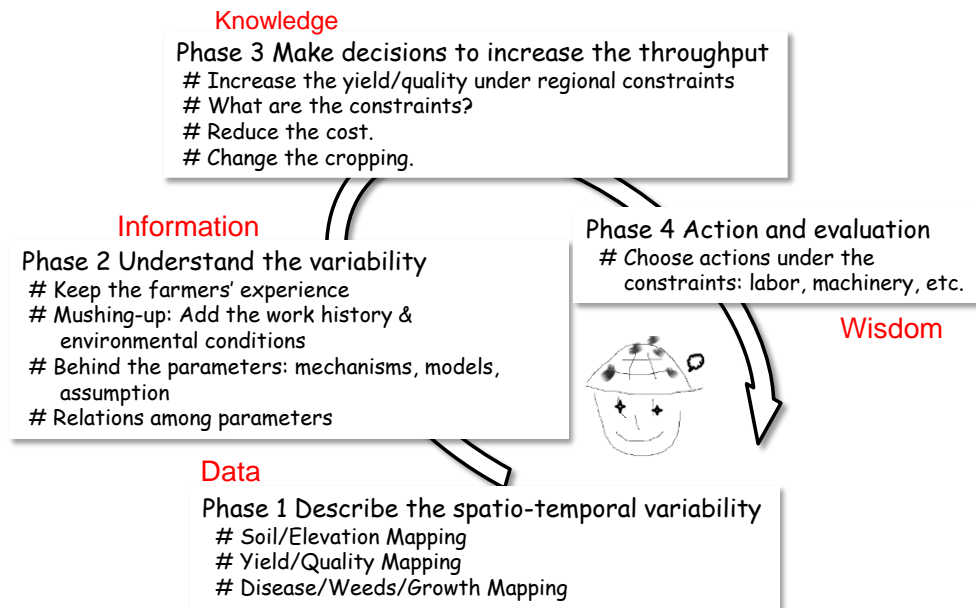 Knowledge
Phase 3 Make decisions to increase the throughput
# Increase the yield/quality under regional constraints
# What are the constraints?
# Reduce the cost.
# Change the cropping.
Information
Phase 2 Understand the variability
# Keep the farmers’ experience
# Mushing-up: Add the work history &
environmental conditions
# Behind the parameters: mechanisms, models,
assumption
# Relations among parameters
Phase 4 Action and evaluation
# Choose actions under the
constraints: labor, machinery, etc.
Wisdom
Data
Phase 1 Describe the spatio-temporal variability
# Soil/Elevation Mapping
# Yield/Quality Mapping
# Disease/Weeds/Growth Mapping